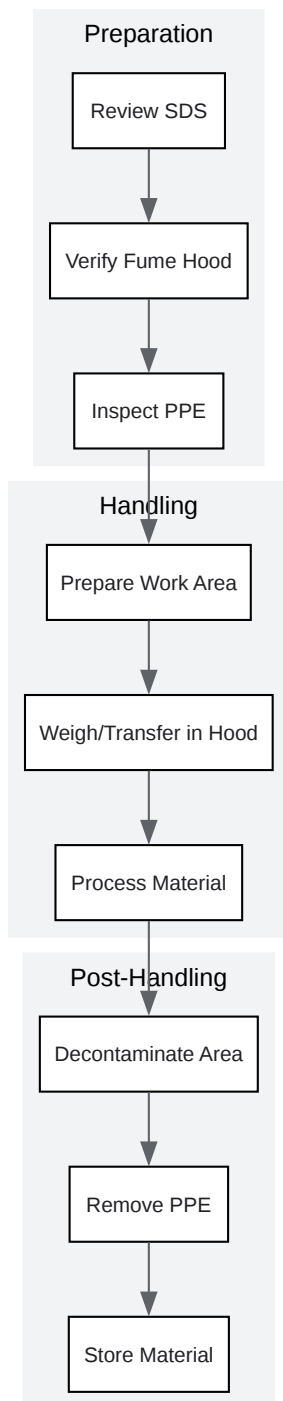 Preparation
Review SDS
Verify Fume Hood
Inspect PPE
Handling
Prepare Work Area
Weigh/Transfer in Hood
Process Material
Post-Handling
Decontaminate Area
Remove PPE
Store Material